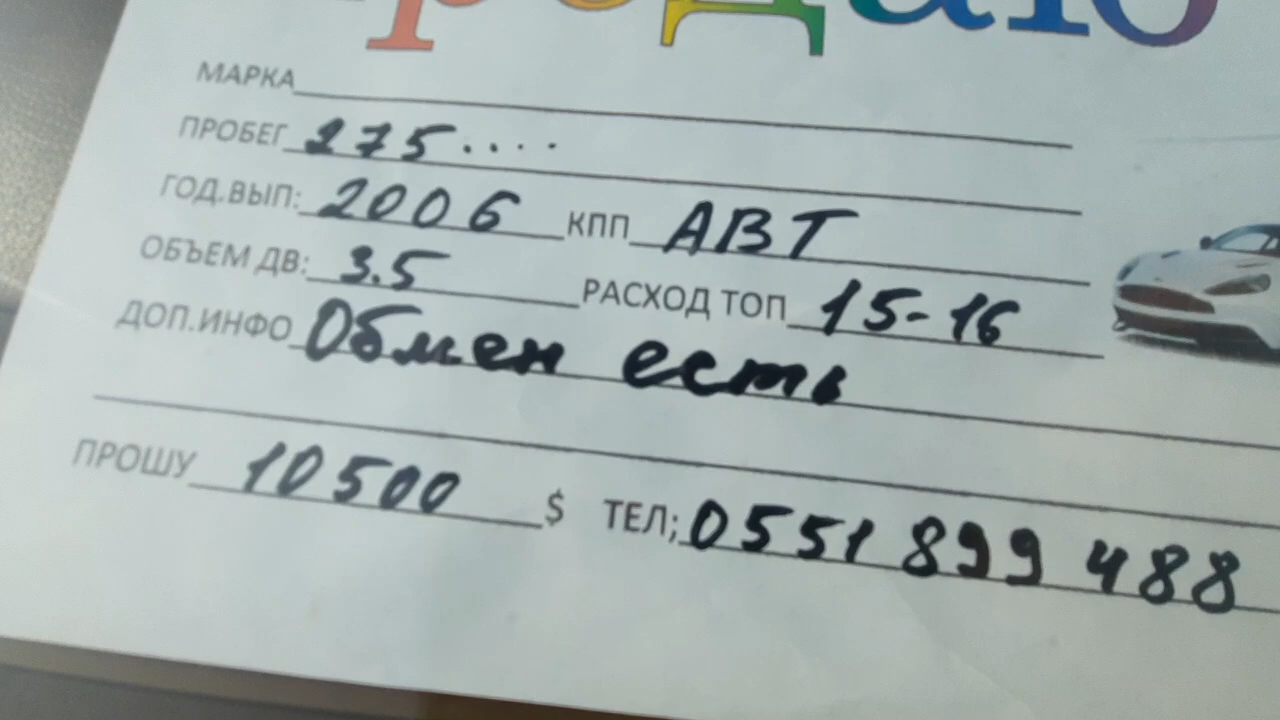 Продаю
МАРКА
ПРОБЕГ 275....
ГОД.ВЫП: 2006 КПП АВТ
ОБЪЕМ ДВ: 3.5 РАСХОД ТОП 15-16
ДОП.ИНФО Обмен есть
ПРОШУ 10500 $ ТЕЛ; 0551 899 488